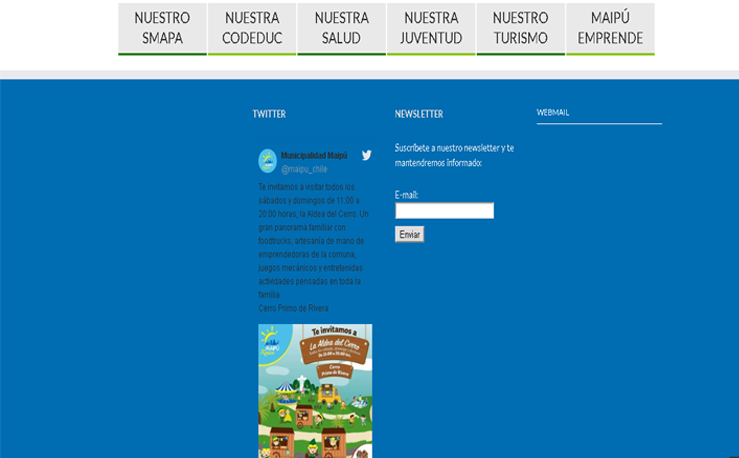 NUESTRO
SMAPA
NUESTRA
CODEDUC
NUESTRA
SALUD
NUESTRA
JUVENTUD
NUESTRO
TURISMO
MAIPÚ
EMPRENDE
TWITTER
Municipalidad Maipú
@maipu_chile
Te invitamos a visitar todos los
sábados y domingos de 11:00 a
20:00 horas, la Aldea del Cerro. Un
gran panorama familiar con
foodtrucks, artesanía de mano de
emprendedoras de la comuna,
juegos mecánicos y entretenidas
actividades pensadas en toda la
familia
Cerro Primo de Rivera
MAIPÚ
Te invitamos a
La Aldea del Cerro
Cerro
Primo de Rivera
NEWSLETTER
Suscríbete a nuestro newsletter y te
mantendremos informado:
E-mail:
Enviar
WEBMAIL